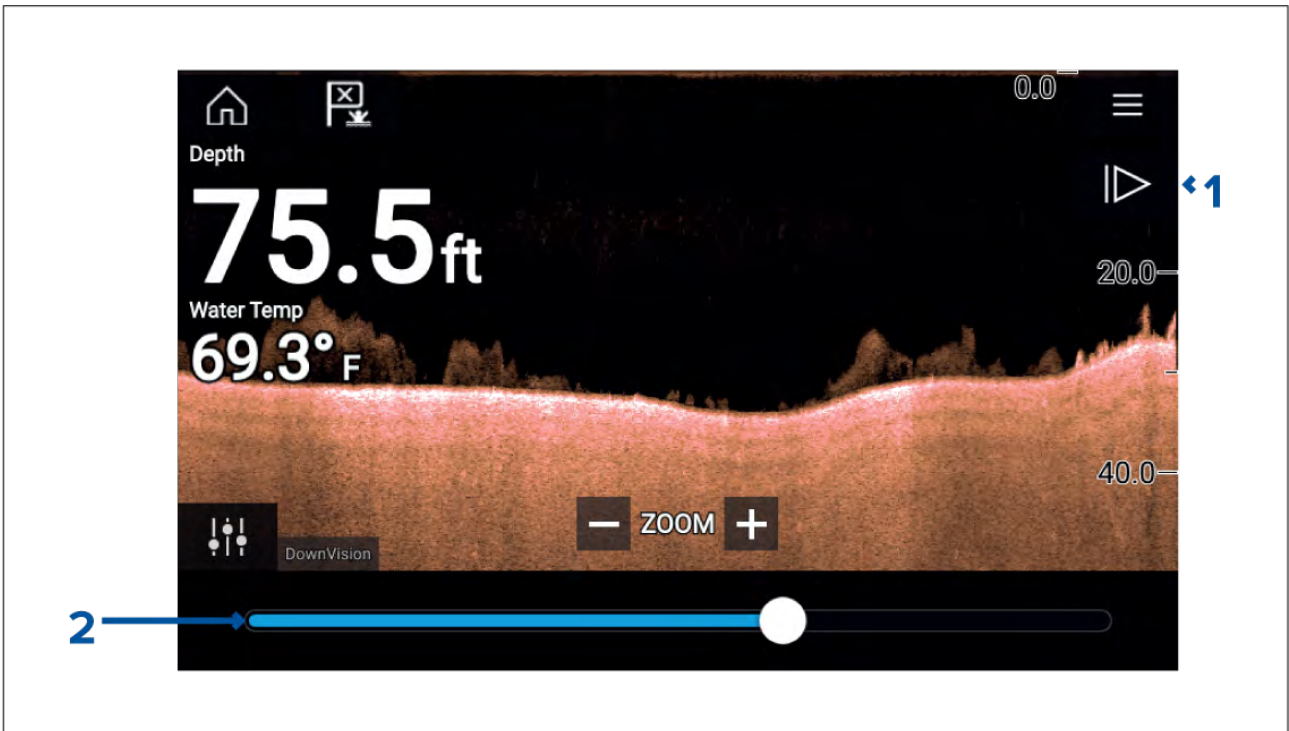 0.0
Depth
1
75.5ft
20.0
Water Temp
69.3° F
40.0
ZOOM
DownVision
2